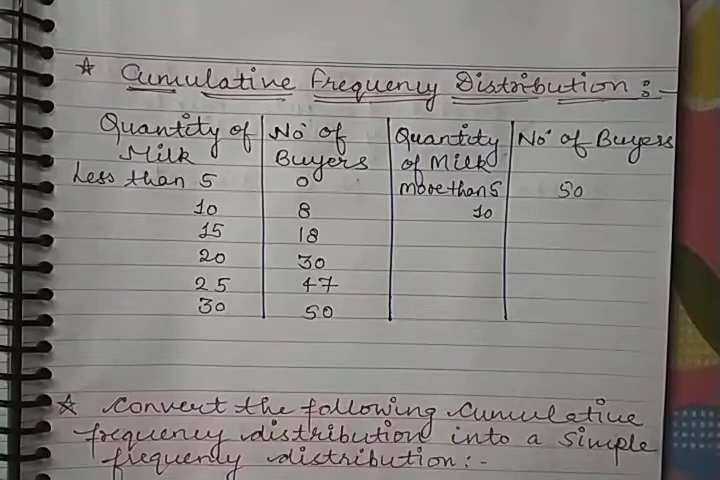 ☆ Cumulative Frequency Distribution :-
Quantity of Milk | No of Buyers | Quantity of Milk | No of Buyers
Less than 5 | 0 | more than 5 | 50
10 | 8 | 10
15 | 18
20 | 30
25 | 47
30 | 50
☆ Convert the following cumulative
frequency distribution into a simple
frequency distribution :-